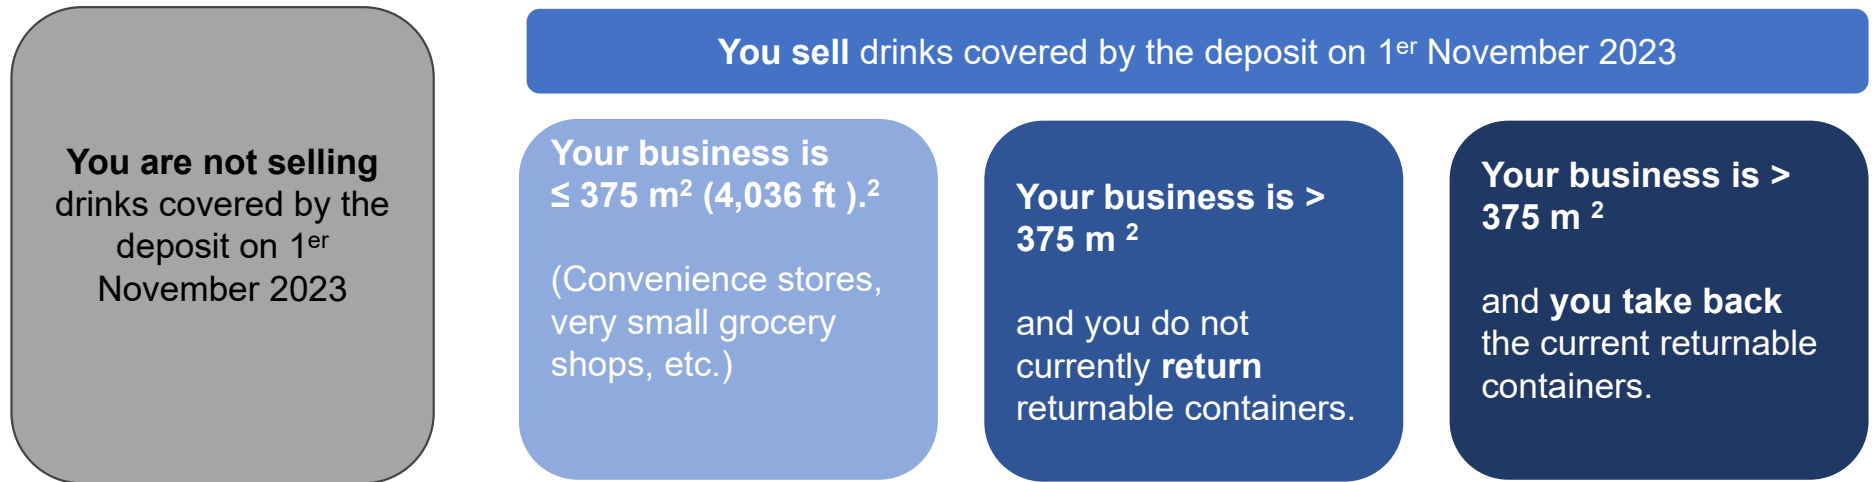 You are not selling
drinks covered by the
deposit on 1er
November 2023
You sell drinks covered by the deposit on 1er November 2023
Your business is
≤ 375 m² (4,036 ft ).²
(Convenience stores,
very small grocery
shops, etc.)
Your business is >
375 m ²
and you do not
currently return
returnable containers.
Your business is >
375 m ²
and you take back
the current returnable
containers.